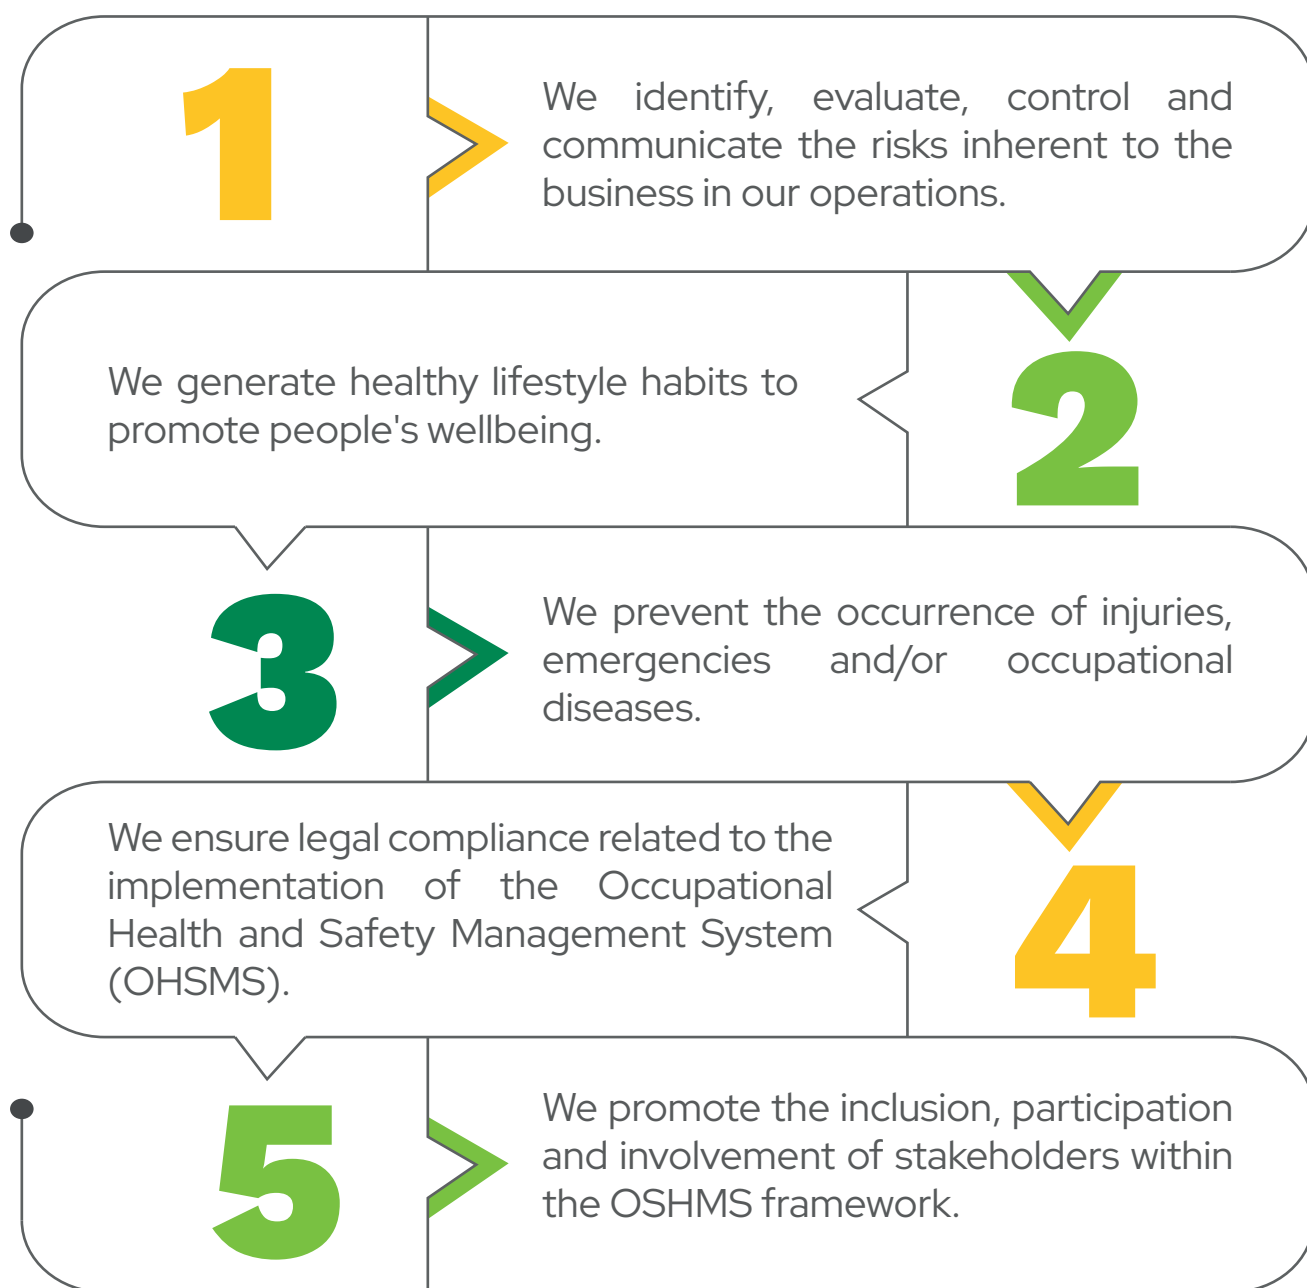 1
We identify, evaluate, control and
communicate the risks inherent to the
business in our operations.
2
We generate healthy lifestyle habits to
promote people's wellbeing.
3
We prevent the occurrence of injuries,
emergencies and/or occupational
diseases.
4
We ensure legal compliance related to the
implementation of the Occupational
Health and Safety Management System
(OHSMS).
5
We promote the inclusion, participation
and involvement of stakeholders within
the OSHMS framework.